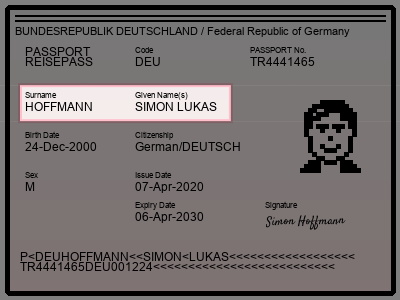 BUNDESREPUBLIK DEUTSCHLAND / Federal Republic of Germany
PASSPORT Code PASSPORT No.
REISEPASS DEU TR4441465
Surname Given Name(s)
HOFFMANN SIMON LUKAS
Birth Date Citizenship
24-Dec-2000 German/DEUTSCH
Sex Issue Date
M 07-Apr-2020
Expiry Date Signature
06-Apr-2030 Simon Hoffmann
P<DEUHOFFMANN<<SIMON<LUKAS<<<<<<<<<<<<<<<<<<
TR4441465DEU001224<<<<<<<<<<<<<<<<<<<<<<<<<<